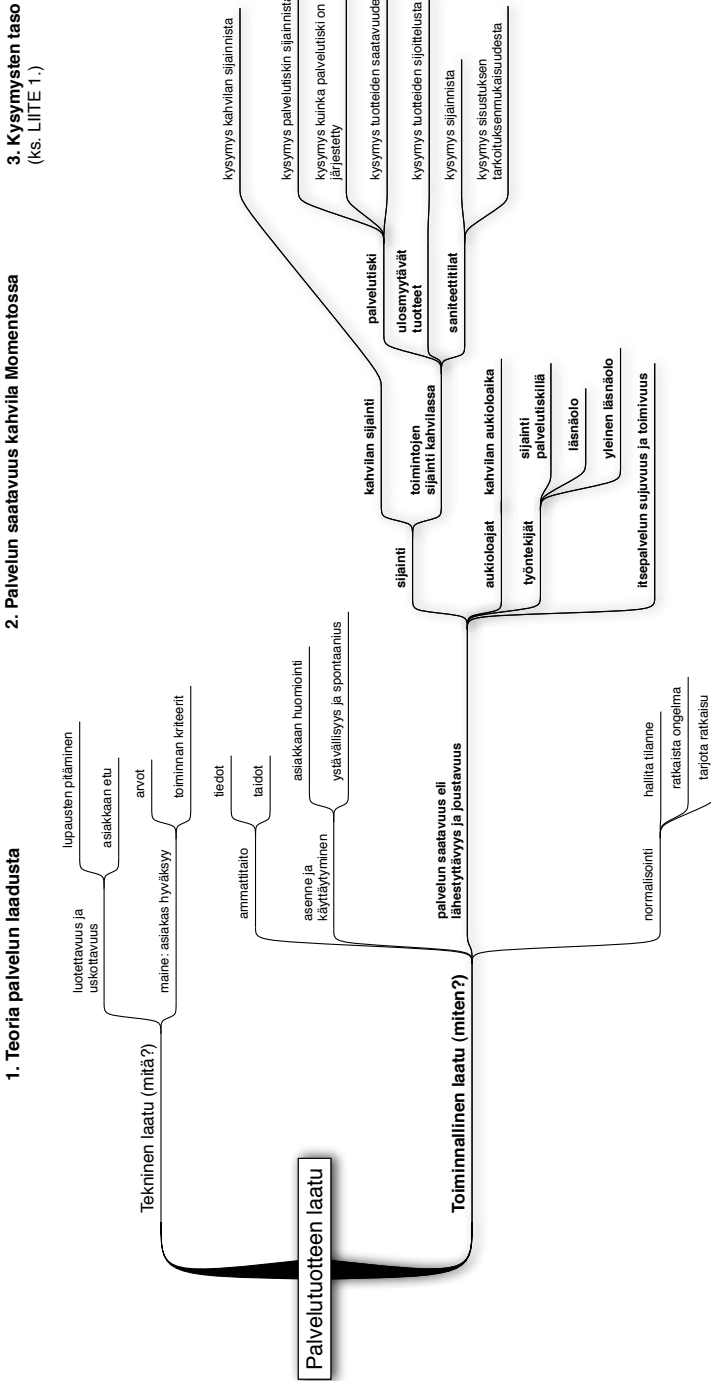 1. Teoria palvelun laadusta
2. Palvelun saatavuus kahvila Momentossa
3. Kysymysten taso
(ks. LIITE 1.)
Palvelutuotteen laatu
Tekninen laatu (mitä?)
luotettavuus ja
uskottavuus
lupausten pitäminen
asiakkaan etu
maine: asiakas hyväksyy
arvot
toiminnan kriteerit
Toiminnallinen laatu (miten?)
ammattitaito
tiedot
taidot
asenne ja
käyttäytyminen
asiakkaan huomiointi
ystävällisyys ja spontaanius
palvelun saatavuus eli
lähestyttävyys ja joustavuus
sijainti
kahvilan sijainti
kysymys kahvilan sijainnista
toimintojen
sijainti kahvilassa
palvelutiski
kysymys palvelutiskin sijainnista
kysymys kuinka palvelutiski on
järjestetty
ulosmyytävät
tuotteet
kysymys tuotteiden
kysymys tuotteiden sijoittelusta
saniteettitilat
kysymys sijainnista
kysymys sisustuksen
tarkoituksenmukaisuudesta
aukioloajat
kahvilan aukioloaika
työntekijät
sijainti
palvelutiskillä
läsnäolo
yleinen läsnäolo
itsepalvelun sujuvuus ja toimivuus
normalisointi
hallita tilanne
ratkaista ongelma
tarjota ratkaisu